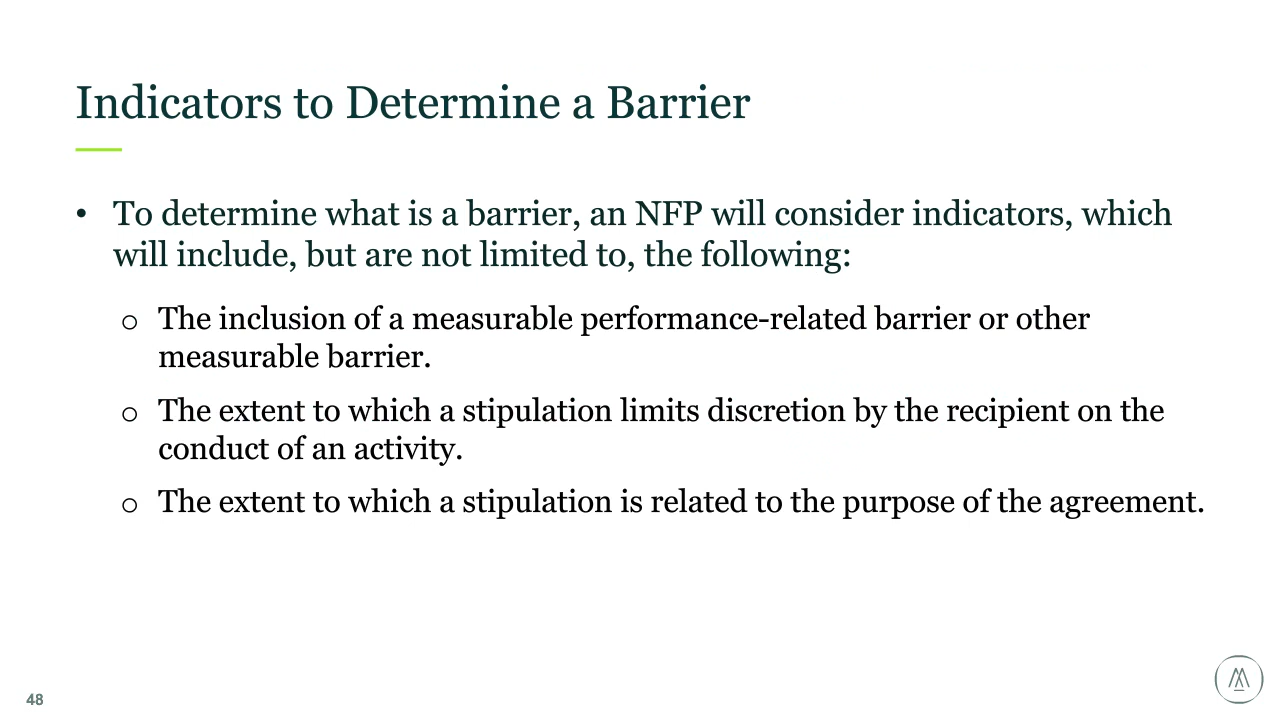 Indicators to Determine a Barrier
• To determine what is a barrier, an NFP will consider indicators, which
will include, but are not limited to, the following:
o The inclusion of a measurable performance-related barrier or other
measurable barrier.
o The extent to which a stipulation limits discretion by the recipient on the
conduct of an activity.
o The extent to which a stipulation is related to the purpose of the agreement.
48